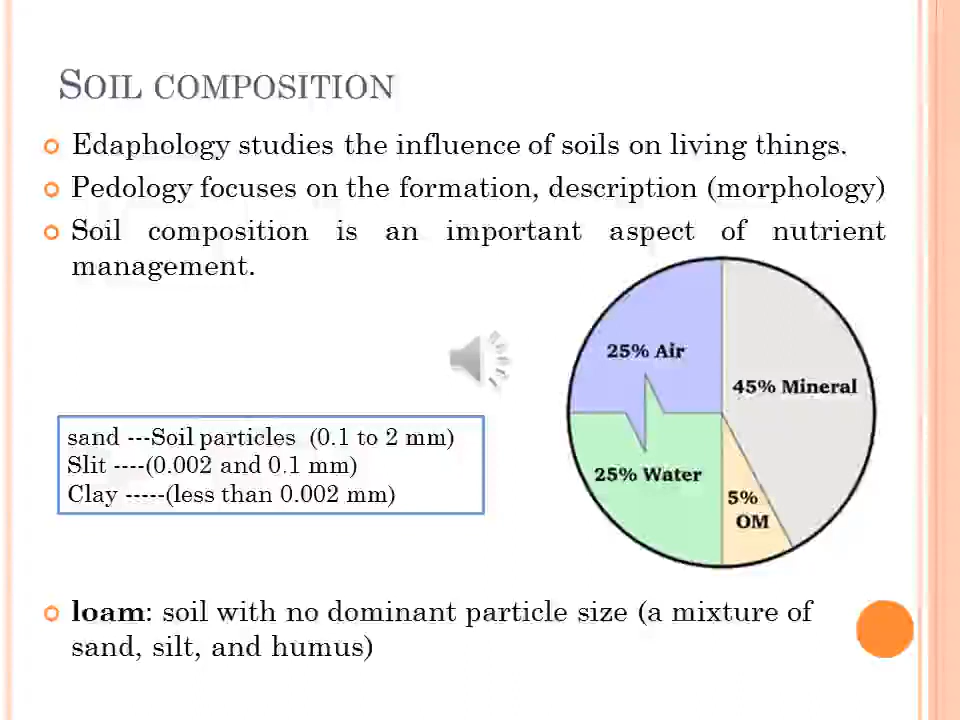 SOIL COMPOSITION
Edaphology studies the influence of soils on living things.
Pedology focuses on the formation, description (morphology)
Soil composition is an important aspect of nutrient
management.
25% Air
45% Mineral
25% Water
5%
OM
sand ---Soil particles (0.1 to 2 mm)
Slit ----(0.002 and 0.1 mm)
Clay -----(less than 0.002 mm)
loam: soil with no dominant particle size (a mixture of
sand, silt, and humus)